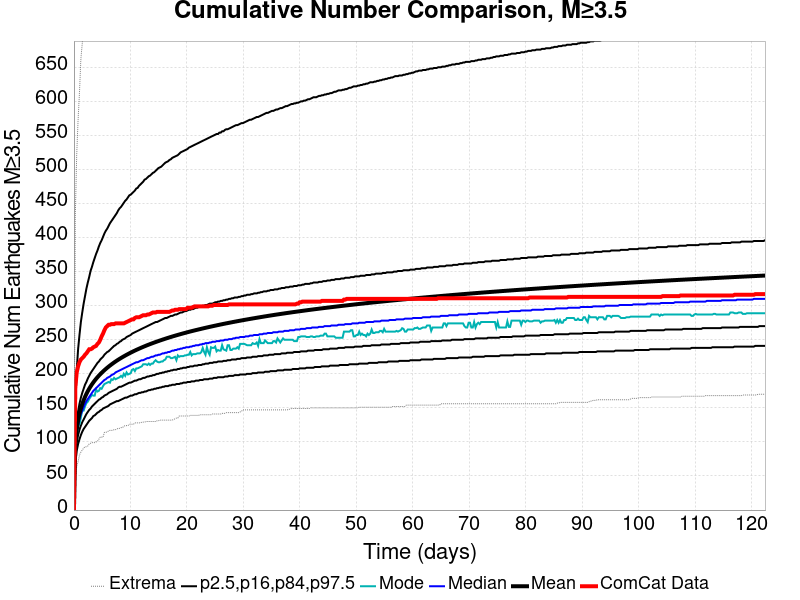 Cumulative Number Comparison, M≥3.5
Cumulative Num Earthquakes M≥3.5
650
600
550
500
450
400
350
300
250
200
150
100
50
0
0 10 20 30 40 50 60 70 80 90 100 110 120
Time (days)
Extrema p2.5,p16,p84,p97.5 Mode Median Mean ComCat Data